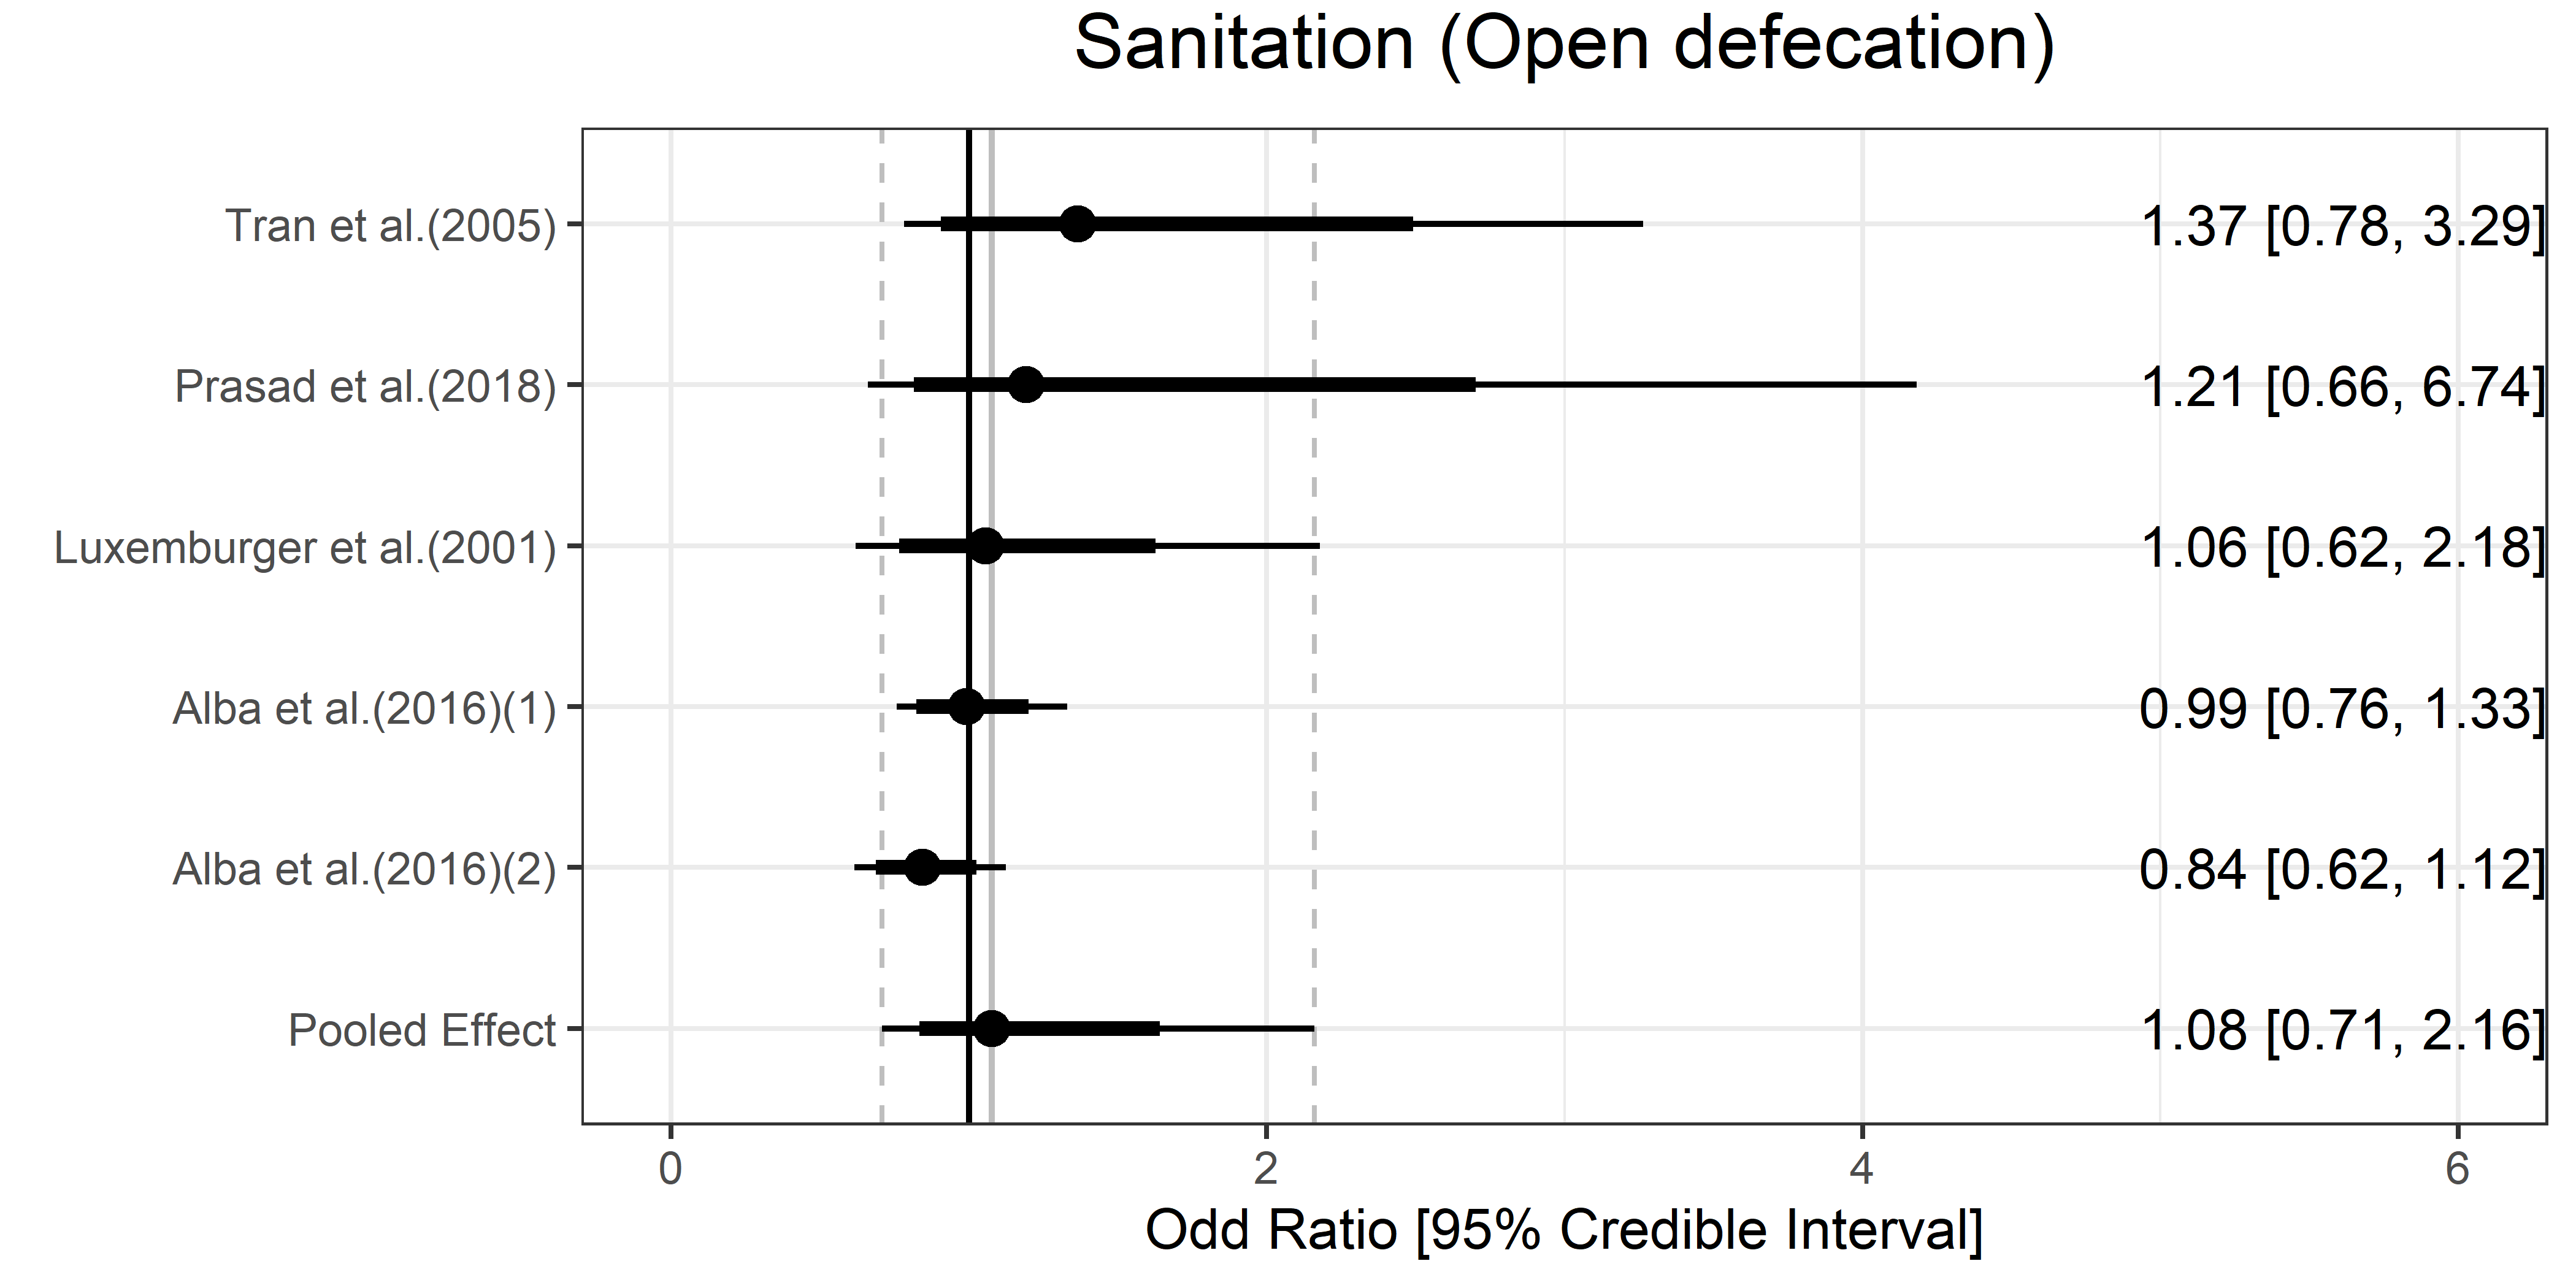 Sanitation (Open defecation)
Tran et al.(2005) 1.37 [0.78, 3.29]
Prasad et al.(2018) 1.21 [0.66, 6.74]
Luxemburger et al.(2001) 1.06 [0.62, 2.18]
Alba et al.(2016)(1) 0.99 [0.76, 1.33]
Alba et al.(2016)(2) 0.84 [0.62, 1.12]
Pooled Effect 1.08 [0.71, 2.16]
0 2 4 6
Odd Ratio [95% Credible Interval]